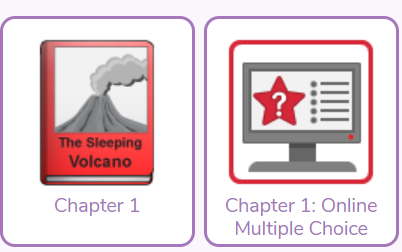 The Sleeping
Volcano
Chapter 1
?
Chapter 1: Online
Multiple Choice